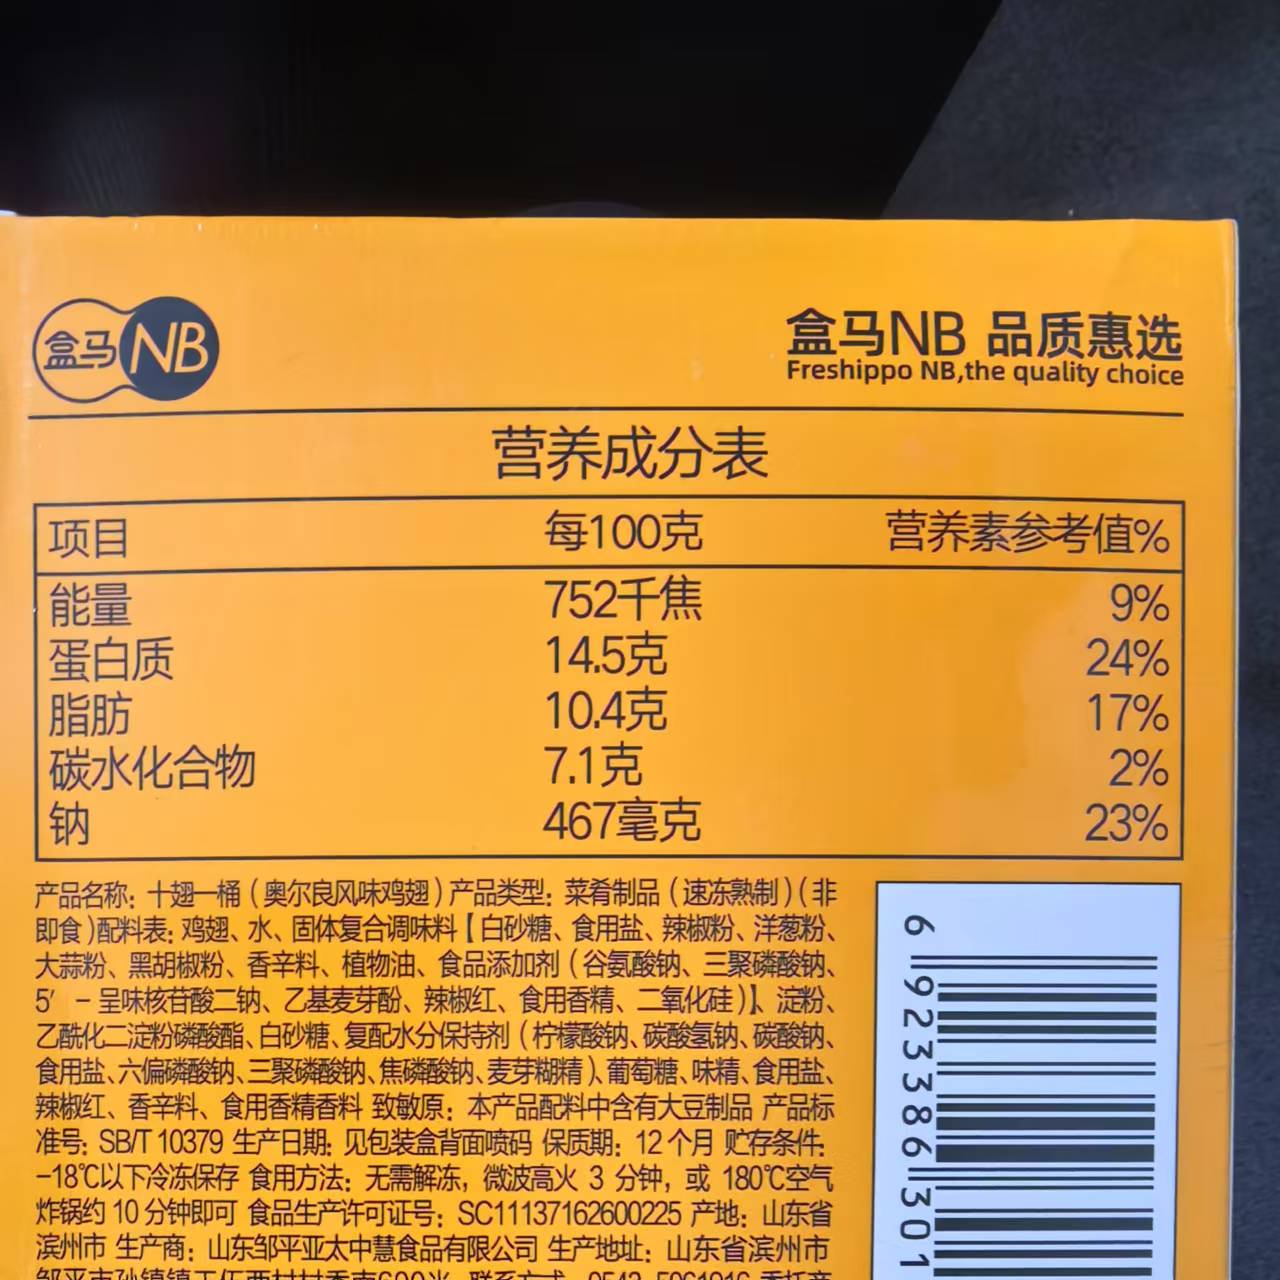 盒马NB
盒马NB 品质惠选
Freshippo NB,the quality choice
营养成分表
项目 每100克 营养素参考值%
能量 752千焦 9%
蛋白质 14.5克 24%
脂肪 10.4克 17%
碳水化合物 7.1克 2%
钠 467毫克 23%
产品名称：十翅一桶（奥尔良风味鸡翅）产品类型：菜肴制品（速冻熟制）（非
即食）配料表：鸡翅、水、固体复合调味料【白砂糖、食用盐、辣椒粉、洋葱粉、
大蒜粉、黑胡椒粉、香辛料、植物油、食品添加剂（谷氨酸钠、三聚磷酸钠、
5′－呈味核苷酸二钠、乙基麦芽酚、辣椒红、食用香精、二氧化硅）】、淀粉、
乙酰化二淀粉磷酸酯、白砂糖、复配水分保持剂（柠檬酸钠、碳酸氢钠、碳酸钠、
食用盐、六偏磷酸钠、三聚磷酸钠、焦磷酸钠、麦芽糊精）、葡萄糖、味精、食用盐、
辣椒红、香辛料、食用香精香料 致敏原：本产品配料中含有大豆制品 产品标
准号：SB/T 10379 生产日期：见包装盒背面喷码 保质期：12个月 贮存条件：
-18℃以下冷冻保存 食用方法：无需解冻，微波高火 3 分钟，或 180℃空气
炸锅约 10 分钟即可 食品生产许可证号：SC11137162600225 产地：山东省
滨州市 生产商：山东邹平亚太中慧食品有限公司 生产地址：山东省滨州市
6 923386 301